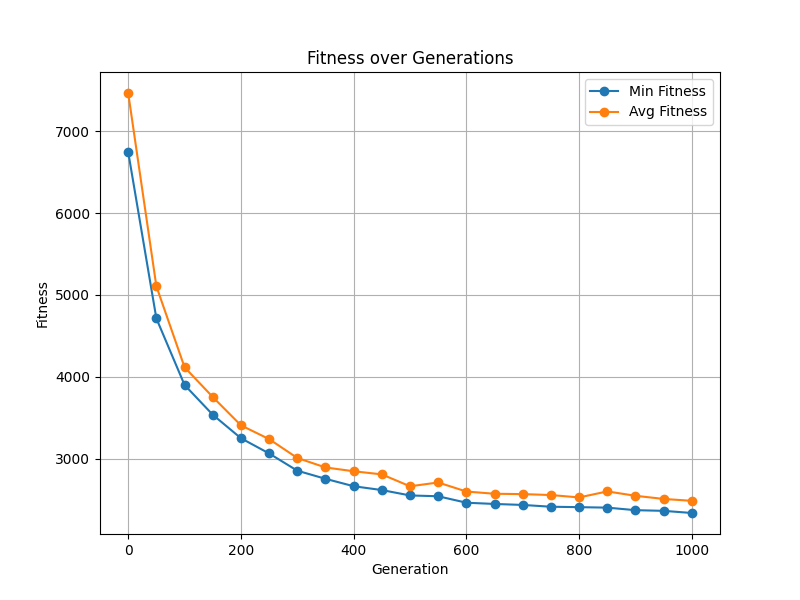 Fitness over Generations
Min Fitness
Avg Fitness
7000
6000
5000
4000
3000
Fitness
0 200 400 600 800 1000
Generation